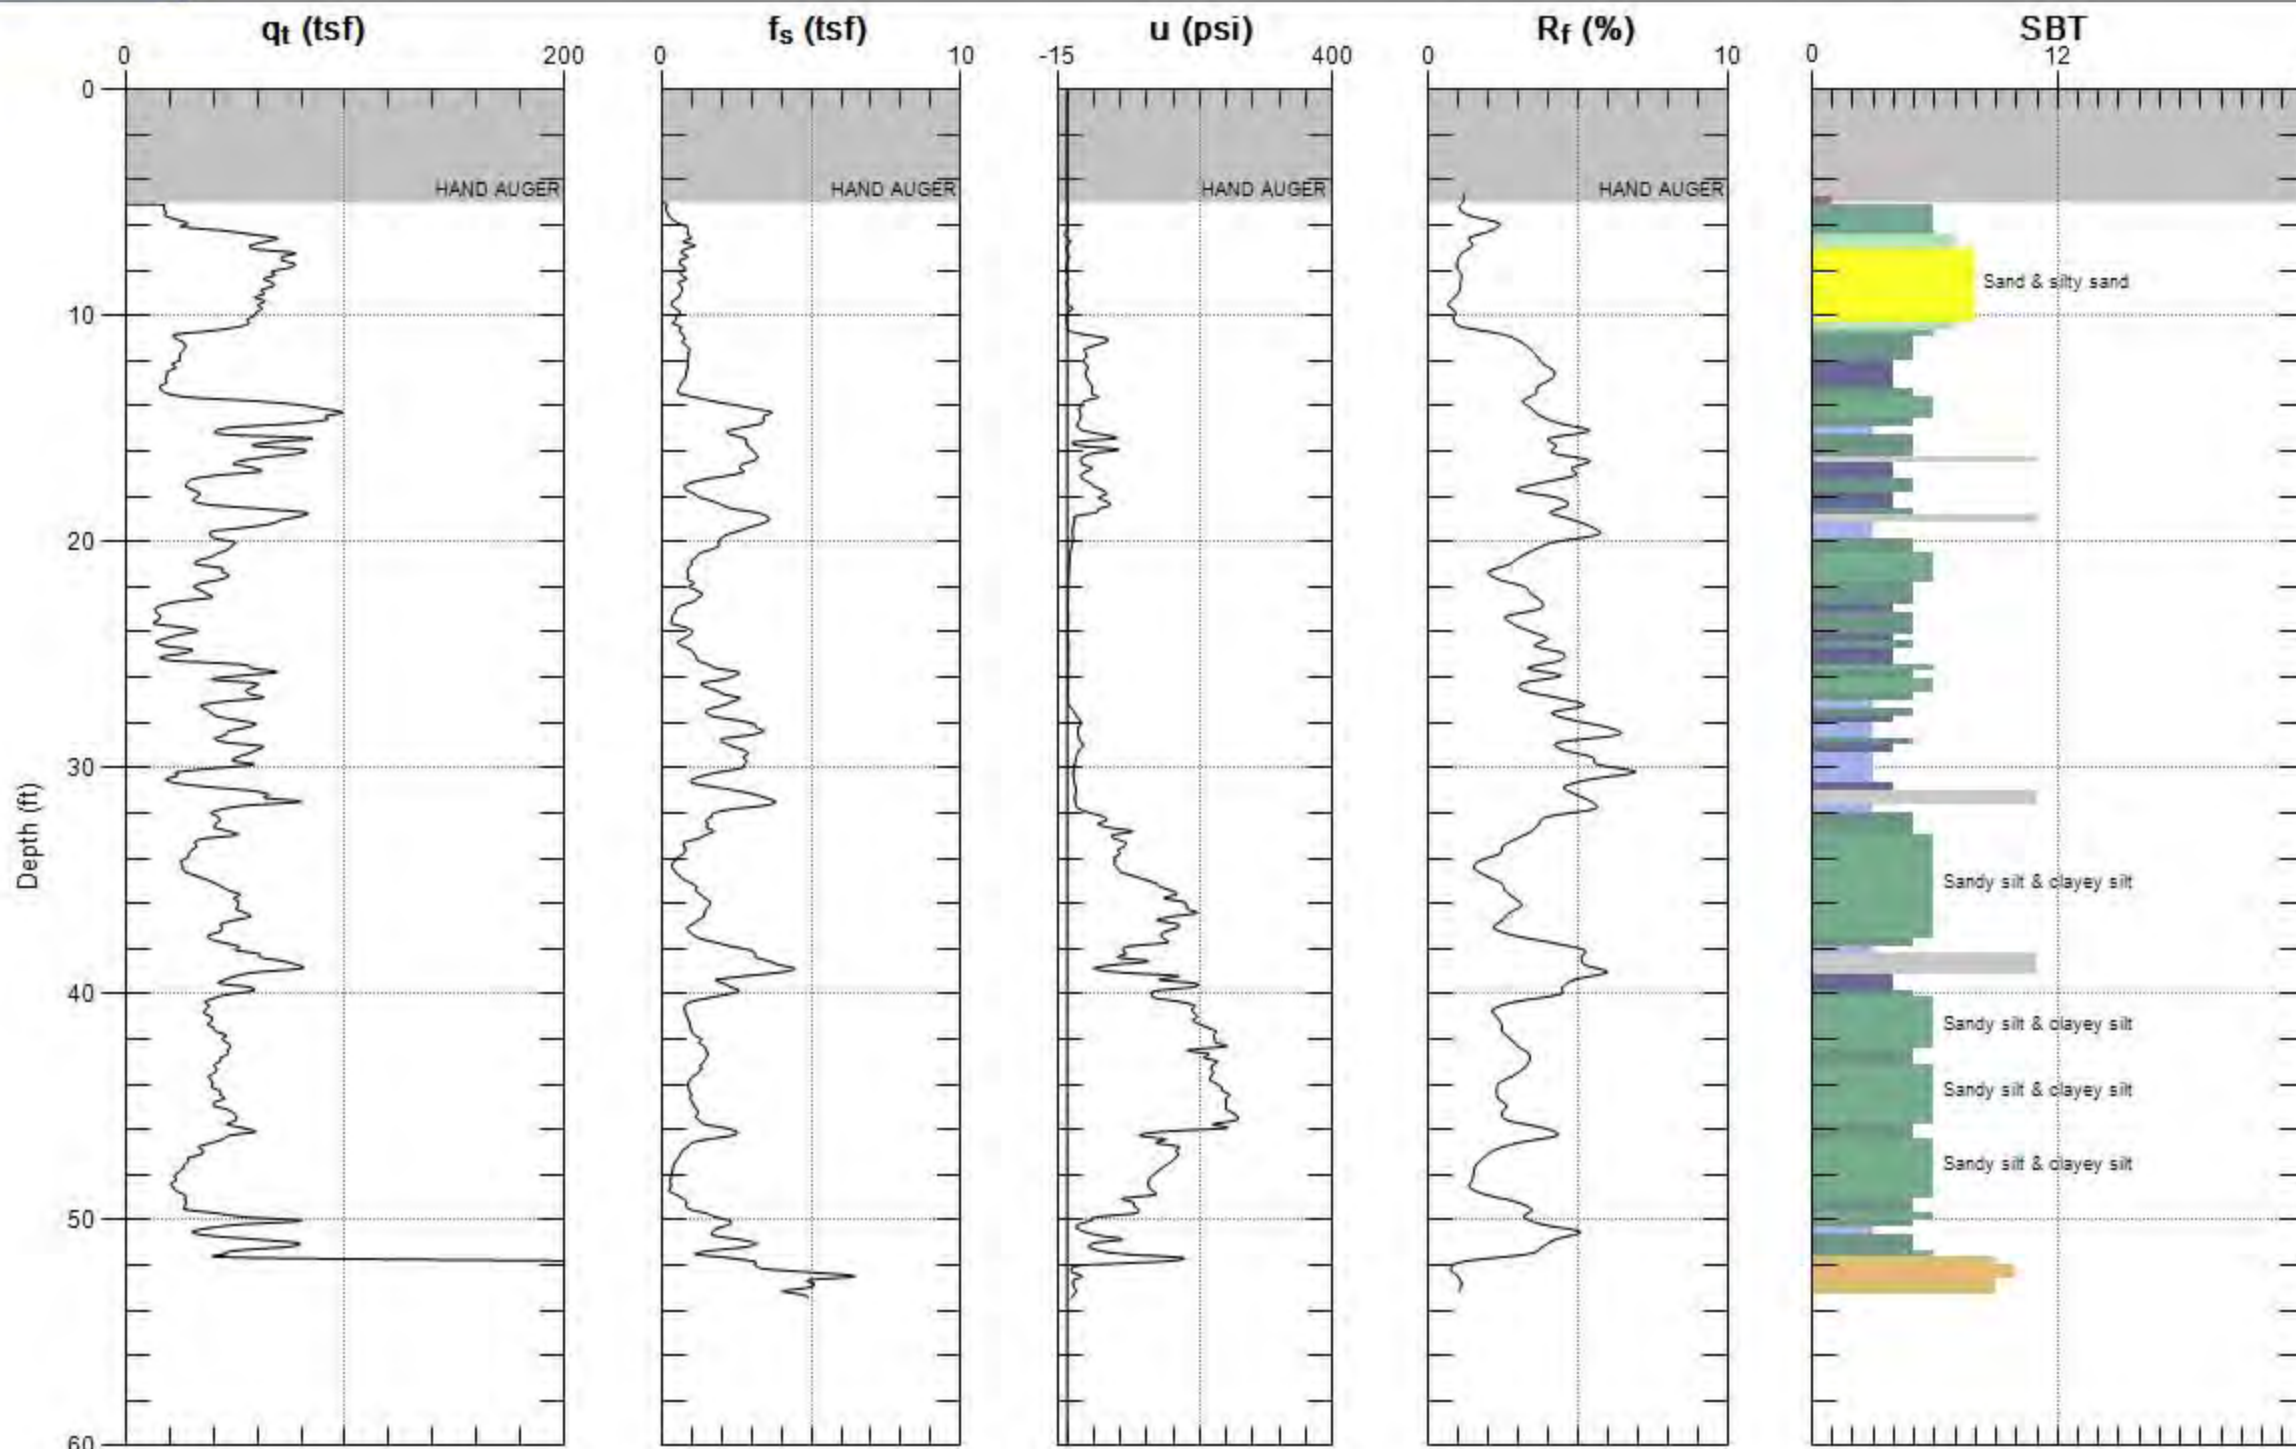 qt (tsf) fs (tsf) u (psi) Rf (%) SBT
0 200 0 10 -15 400 0 10 0 12
0
HAND AUGER HAND AUGER HAND AUGER HAND AUGER
Sand & silty sand
10
20
30
Depth (ft)
Sandy silt & clayey silt
40
Sandy silt & clayey silt
Sandy silt & clayey silt
Sandy silt & clayey silt
50
60